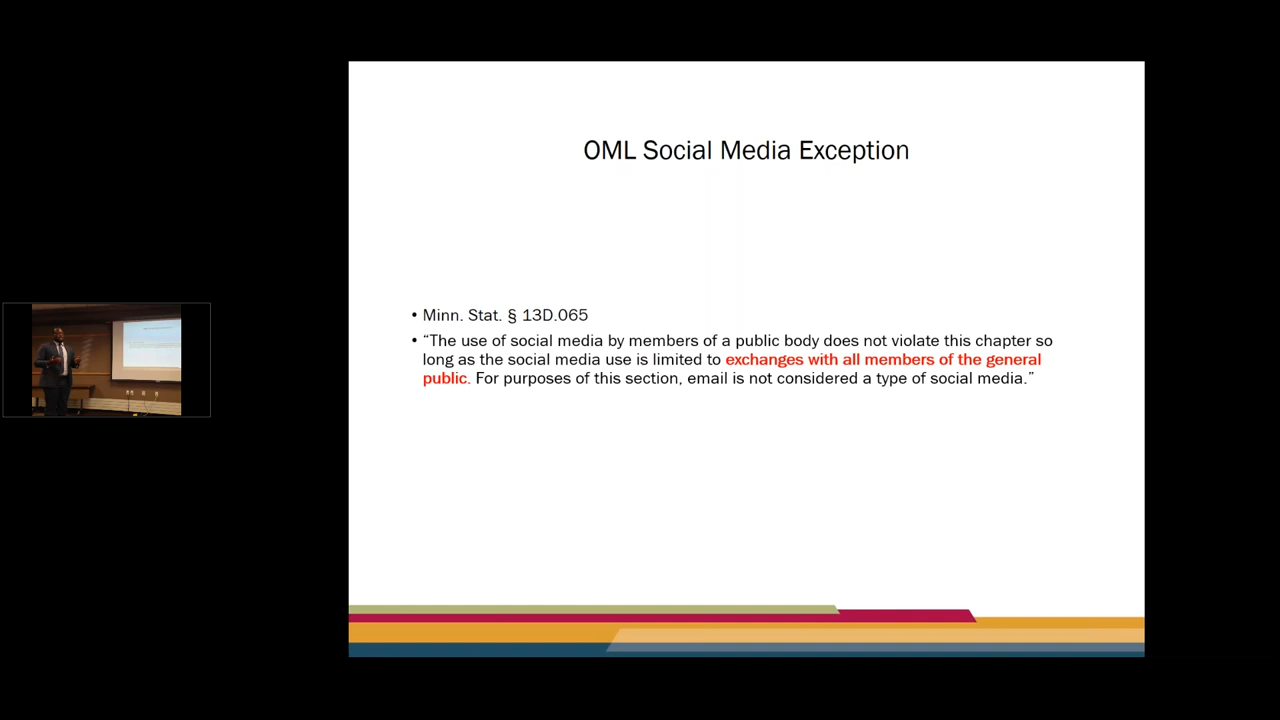 OML Social Media Exception
• Minn. Stat. § 13D.065
• “The use of social media by members of a public body does not violate this chapter so
long as the social media use is limited to exchanges with all members of the general
public. For purposes of this section, email is not considered a type of social media.”